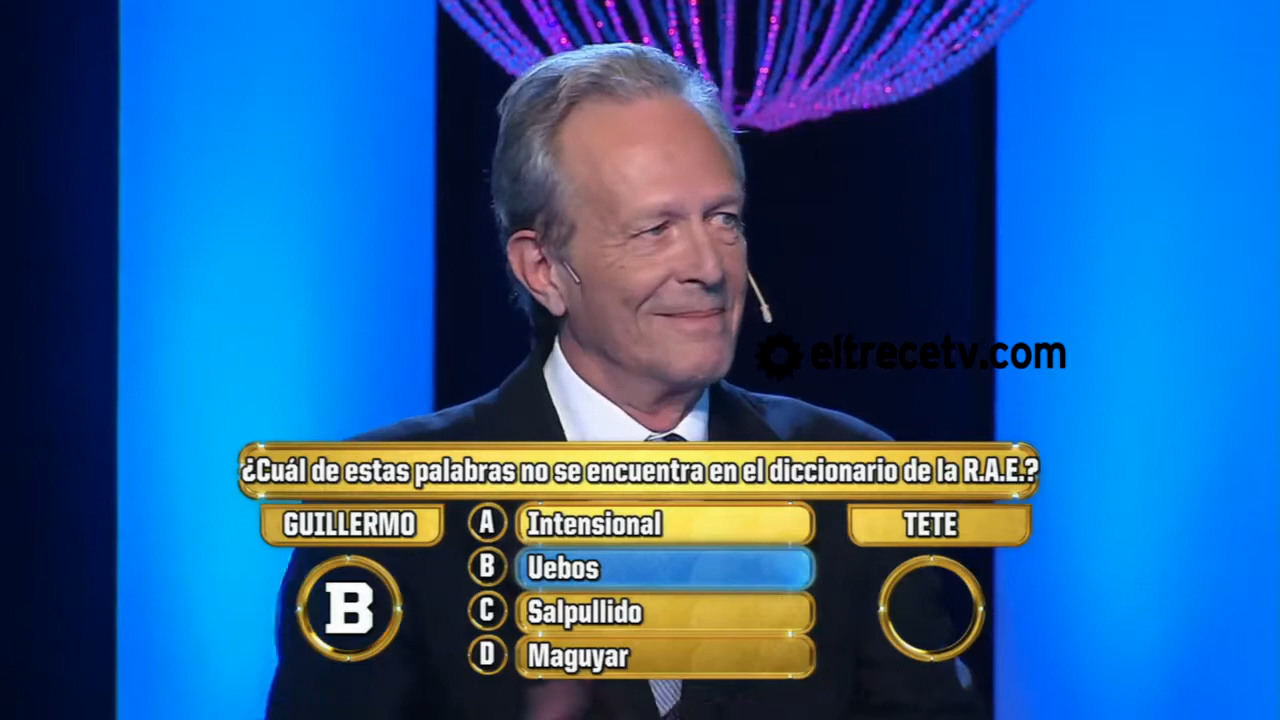 eltrecetv.com
¿Cuál de estas palabras no se encuentra en el diccionario de la R.A.E.?
GUILLERMO
A Intensional
TETE
B Uebos
B
C Salpullido
D Maguyar